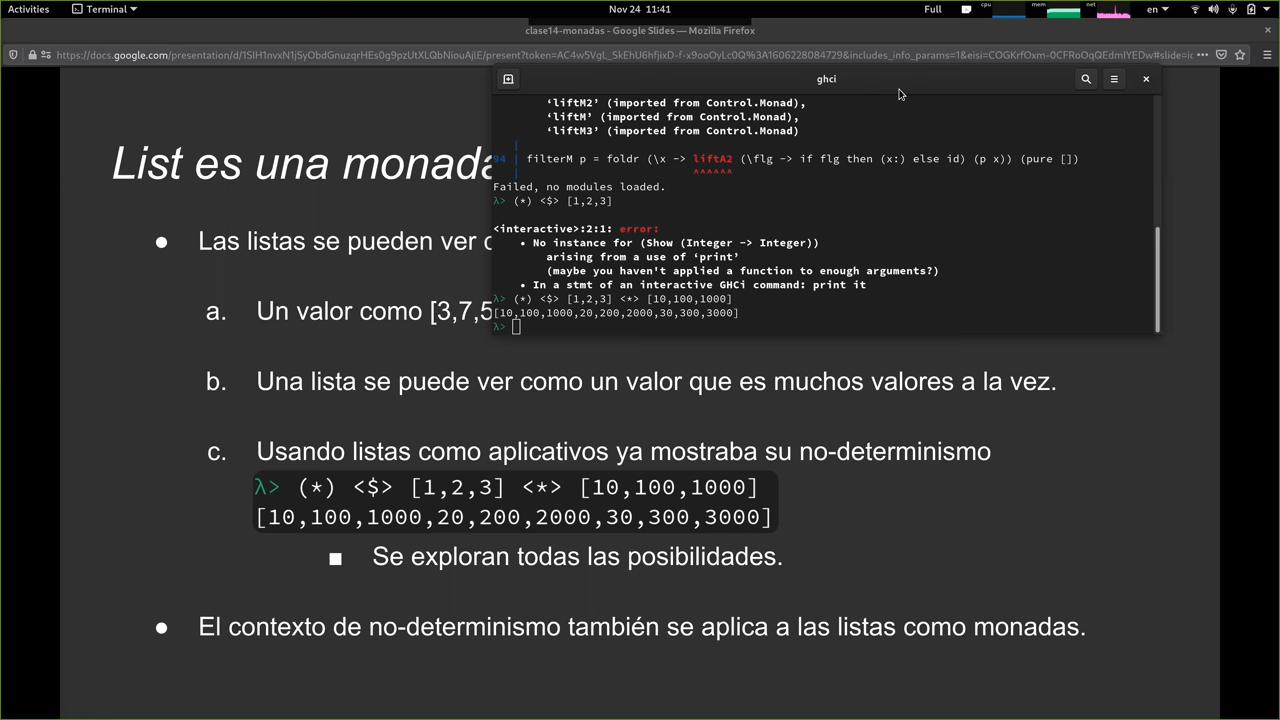 Activities
Terminal
Nov 24 11:41
Full
cpu
mem
net
en
clase14-monadas - Google Slides — Mozilla Firefox
ghci
‘liftM2’ (imported from Control.Monad),
‘liftM’ (imported from Control.Monad),
‘liftM3’ (imported from Control.Monad)
|
94 | filterM p = foldr (\x -> liftA2 (\flg -> if flg then (x:) else id) (p x)) (pure [])
| ^^^^^^
Failed, no modules loaded.
λ> (*) <$> [1,2,3]
<interactive>:2:1: error:
• No instance for (Show (Integer -> Integer))
arising from a use of ‘print’
(maybe you haven't applied a function to enough arguments?)
• In a stmt of an interactive GHCi command: print it
λ> (*) <$> [1,2,3] <*> [10,100,1000]
[10,100,1000,20,200,2000,30,300,3000]
λ>
List es una monada
● Las listas se pueden ver
a. Un valor como [3,7,5
b. Una lista se puede ver como un valor que es muchos valores a la vez.
c. Usando listas como aplicativos ya mostraba su no-determinismo
λ> (*) <$> [1,2,3] <*> [10,100,1000]
[10,100,1000,20,200,2000,30,300,3000]
■ Se exploran todas las posibilidades.
● El contexto de no-determinismo también se aplica a las listas como monadas.